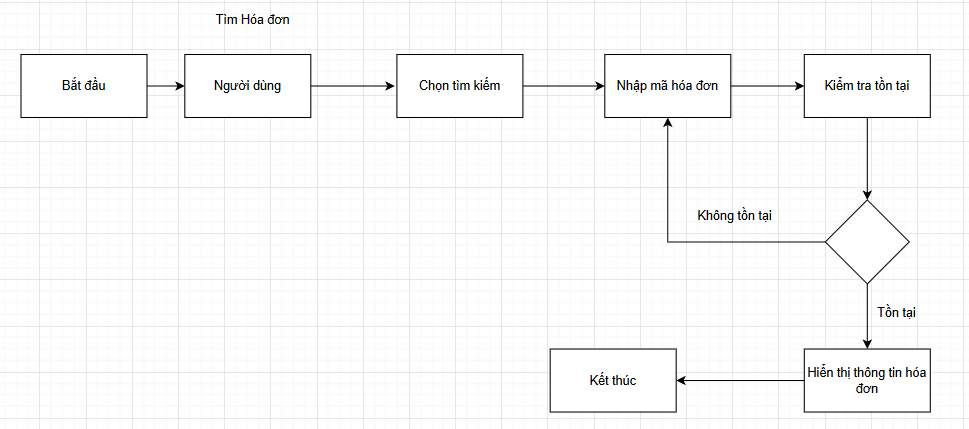 Tìm Hóa đơn
Bắt đầu
Người dùng
Chọn tìm kiếm
Nhập mã hóa đơn
Kiểm tra tồn tại
Không tồn tại
Tồn tại
Hiển thị thông tin hóa
đơn
Kết thúc